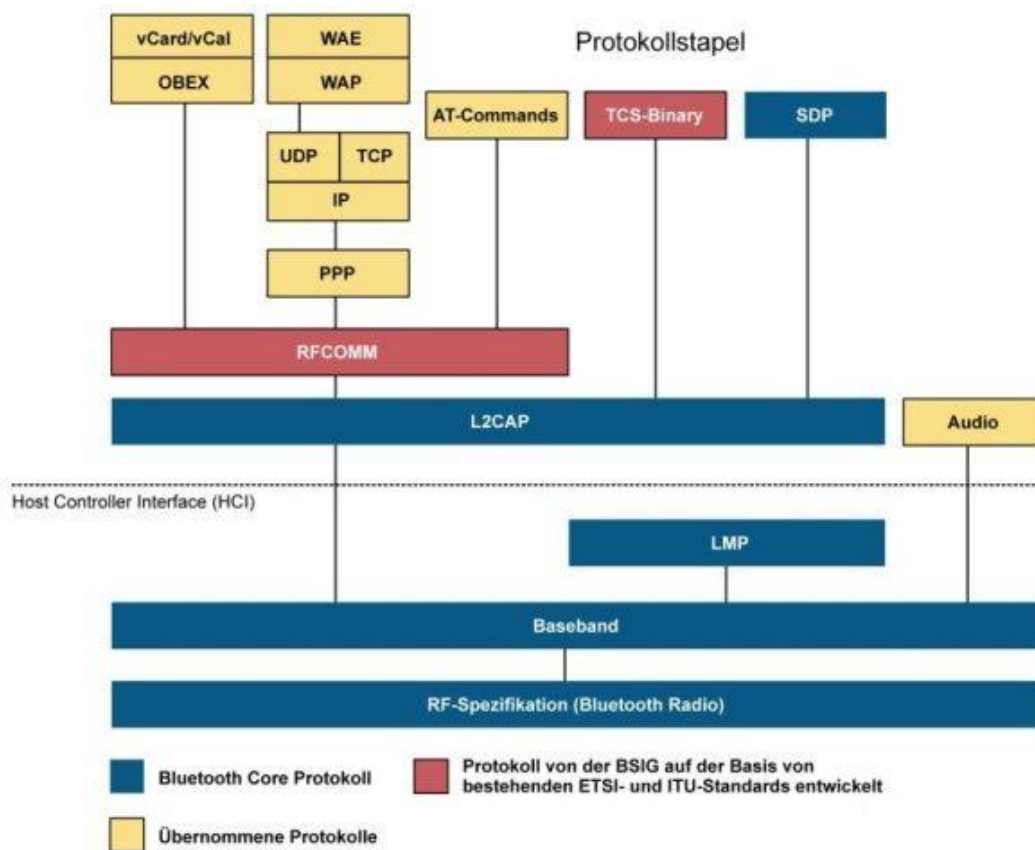 Protokollstapel
vCard/vCal
OBEX
WAE
WAP
AT-Commands
TCS-Binary
SDP
UDP
TCP
IP
PPP
RFCOMM
L2CAP
Audio
Host Controller Interface (HCI)
LMP
Baseband
RF-Spezifikation (Bluetooth Radio)
Bluetooth Core Protokoll
Protokoll von der BSIG auf der Basis von
bestehenden ETSI- und ITU-Standards entwickelt
Übernommene Protokolle